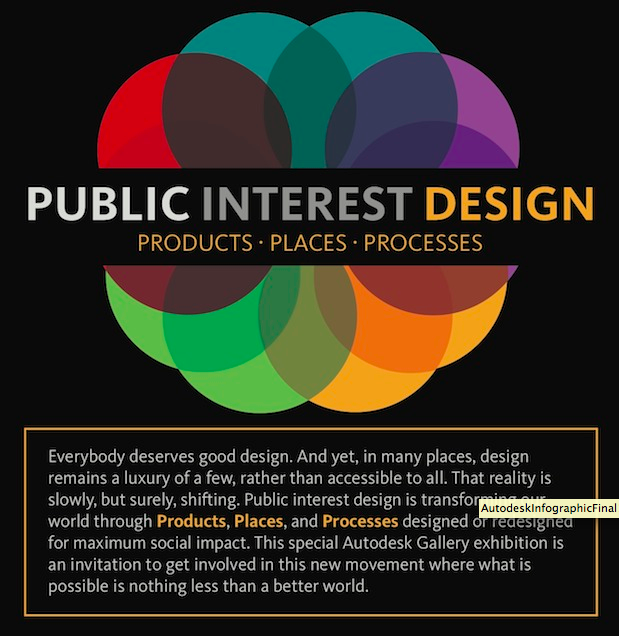 PUBLIC INTEREST DESIGN
PRODUCTS · PLACES · PROCESSES
Everybody deserves good design. And yet, in many places, design
remains a luxury of a few, rather than accessible to all. That reality is
slowly, but surely, shifting. Public interest design is transforming our
AutodeskInfographicFinal
world through Products, Places, and Processes designed or redesigned
for maximum social impact. This special Autodesk Gallery exhibition is
an invitation to get involved in this new movement where what is
possible is nothing less than a better world.